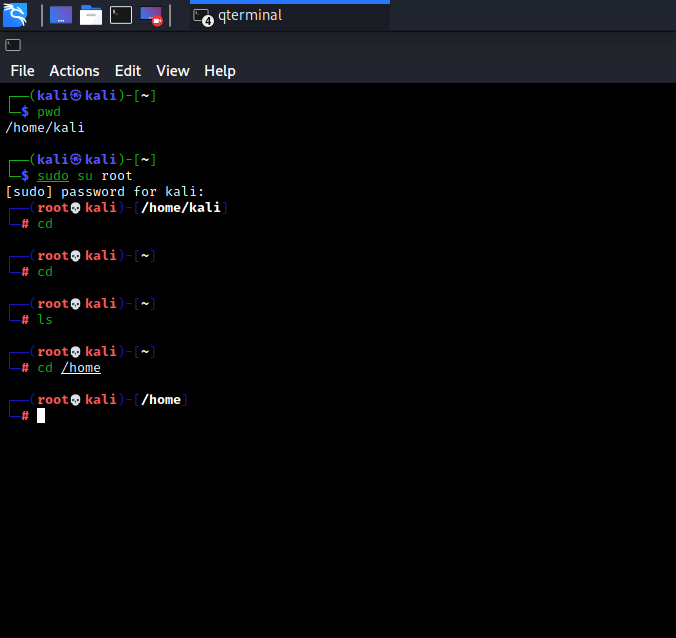 4 qterminal
File Actions Edit View Help
┌──(kali㉿kali)-[~]
└─$ pwd
/home/kali
┌──(kali㉿kali)-[~]
└─$ sudo su root
[sudo] password for kali:
┌──(root💀kali)-[/home/kali]
└─# cd
┌──(root💀kali)-[~]
└─# cd
┌──(root💀kali)-[~]
└─# ls
┌──(root💀kali)-[~]
└─# cd /home
┌──(root💀kali)-[/home]
└─#